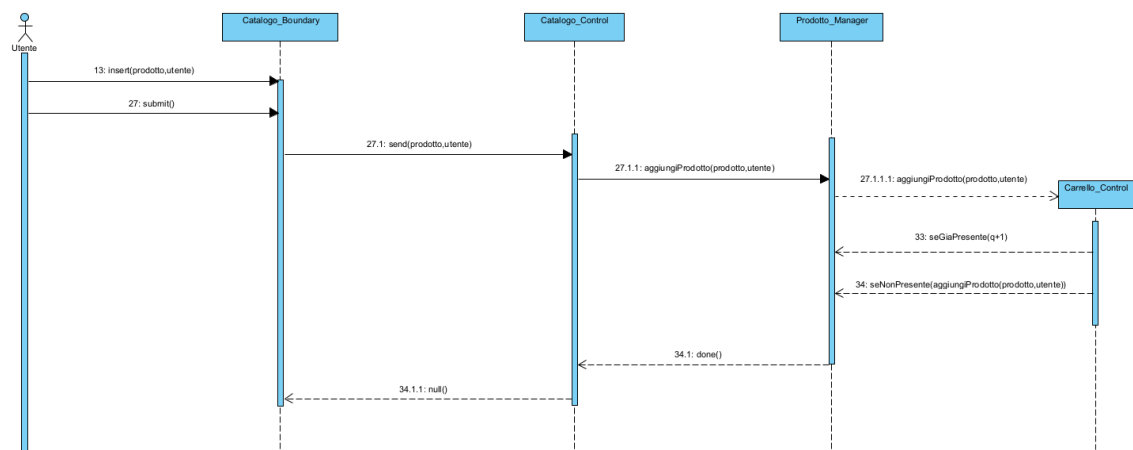 Utente
Catalogo_Boundary
Catalogo_Control
Prodotto_Manager
13: insert(prodotto,utente)
27: submit()
27.1: send(prodotto,utente)
27.1.1: aggiungiProdotto(prodotto,utente)
27.1.1.1: aggiungiProdotto(prodotto,utente)
Carrello_Control
33: seGiaPresente(q+1)
34: seNonPresente(aggiungiProdotto(prodotto,utente))
34.1: done()
34.1.1: null()